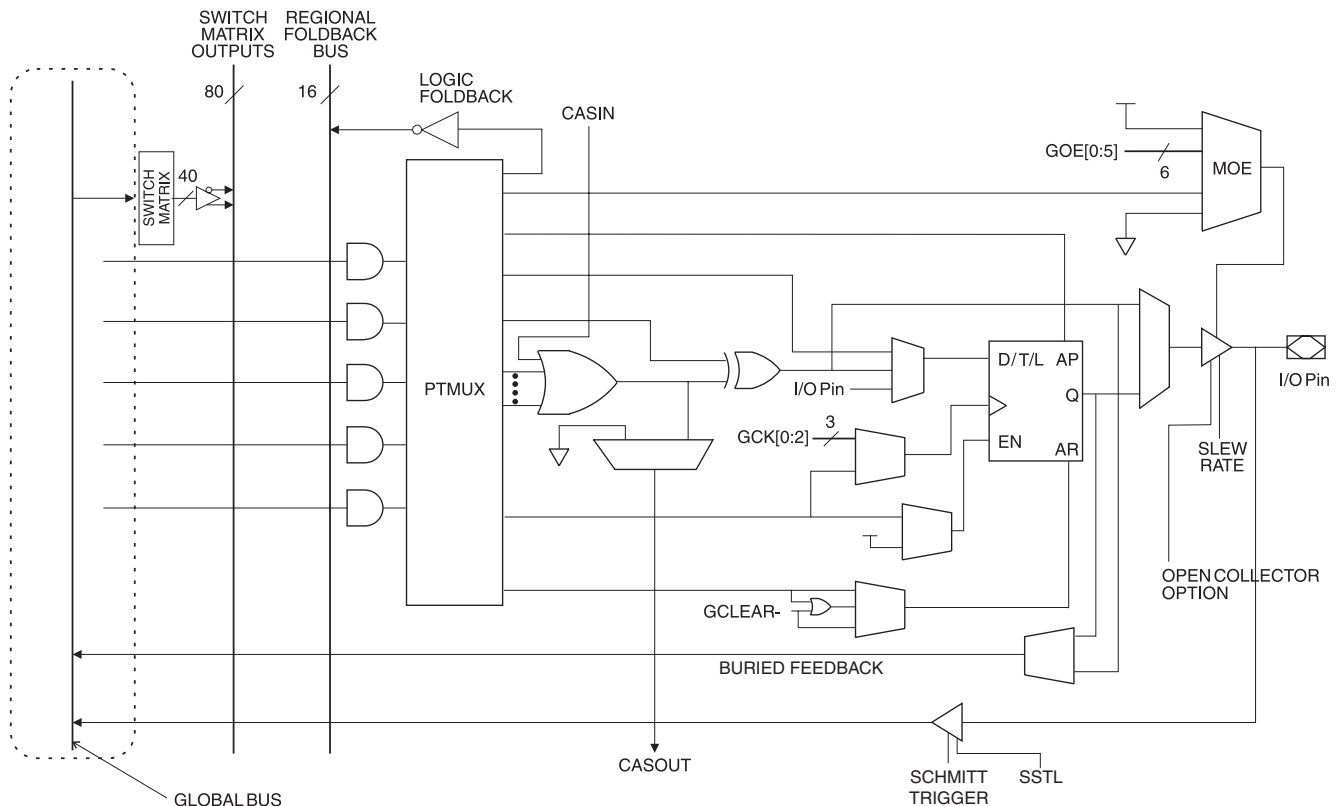 SWITCH
MATRIX
OUTPUTS
REGIONAL
FOLDBACK
BUS
80
16
LOGIC
FOLDBACK
CASIN
GOE[0:5]
6
MOE
SWITCH
MATRIX
40
PTMUX
D/T/L
AP
Q
EN
AR
I/O Pin
I/O Pin
GCK[0:2]
3
SLEW
RATE
OPEN COLLECTOR
OPTION
GCLEAR-
BURIED FEEDBACK
CASOUT
SCHMITT
TRIGGER
SSTL
GLOBAL BUS